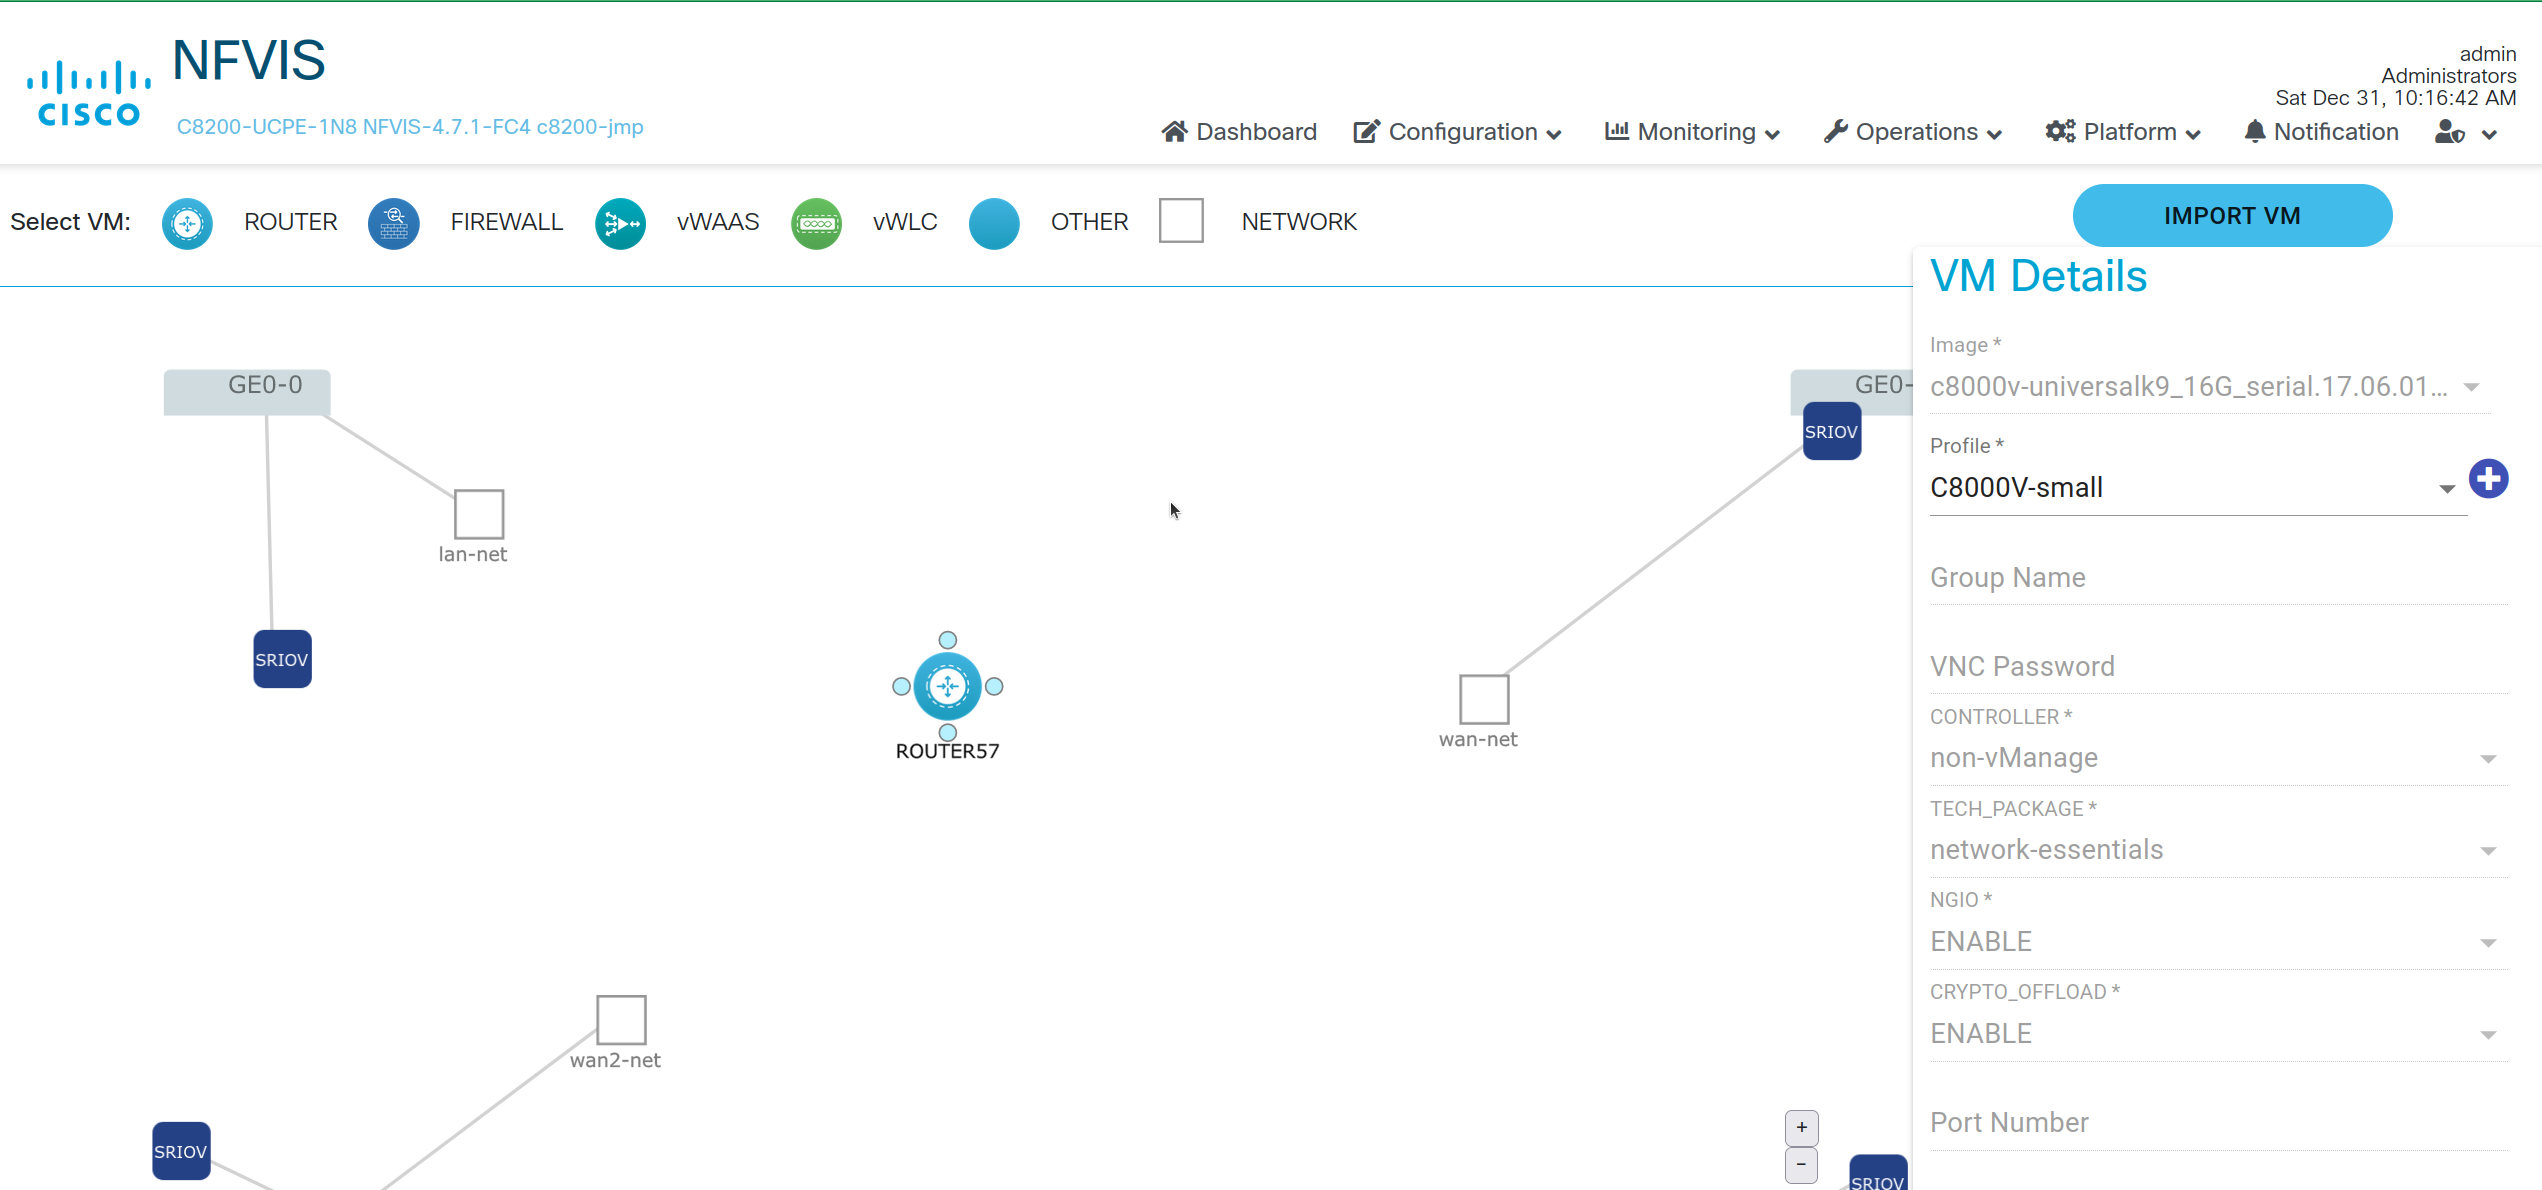 NFVIS
CISCO
C8200-UCPE-1N8 NFVIS-4.7.1-FC4 c8200-jmp
admin
Administrators
Sat Dec 31, 10:16:42 AM
Dashboard Configuration Monitoring Operations Platform Notification
Select VM: ROUTER FIREWALL vWAAS vWLC OTHER NETWORK
IMPORT VM
GE0-0
lan-net
SRIOV
ROUTER57
GE0-
SRIOV
wan-net
wan2-net
SRIOV
+
−
SRIOV
VM Details
Image *
c8000v-universalk9_16G_serial.17.06.01...
Profile *
C8000V-small
Group Name
VNC Password
CONTROLLER *
non-vManage
TECH_PACKAGE *
network-essentials
NGIO *
ENABLE
CRYPTO_OFFLOAD *
ENABLE
Port Number